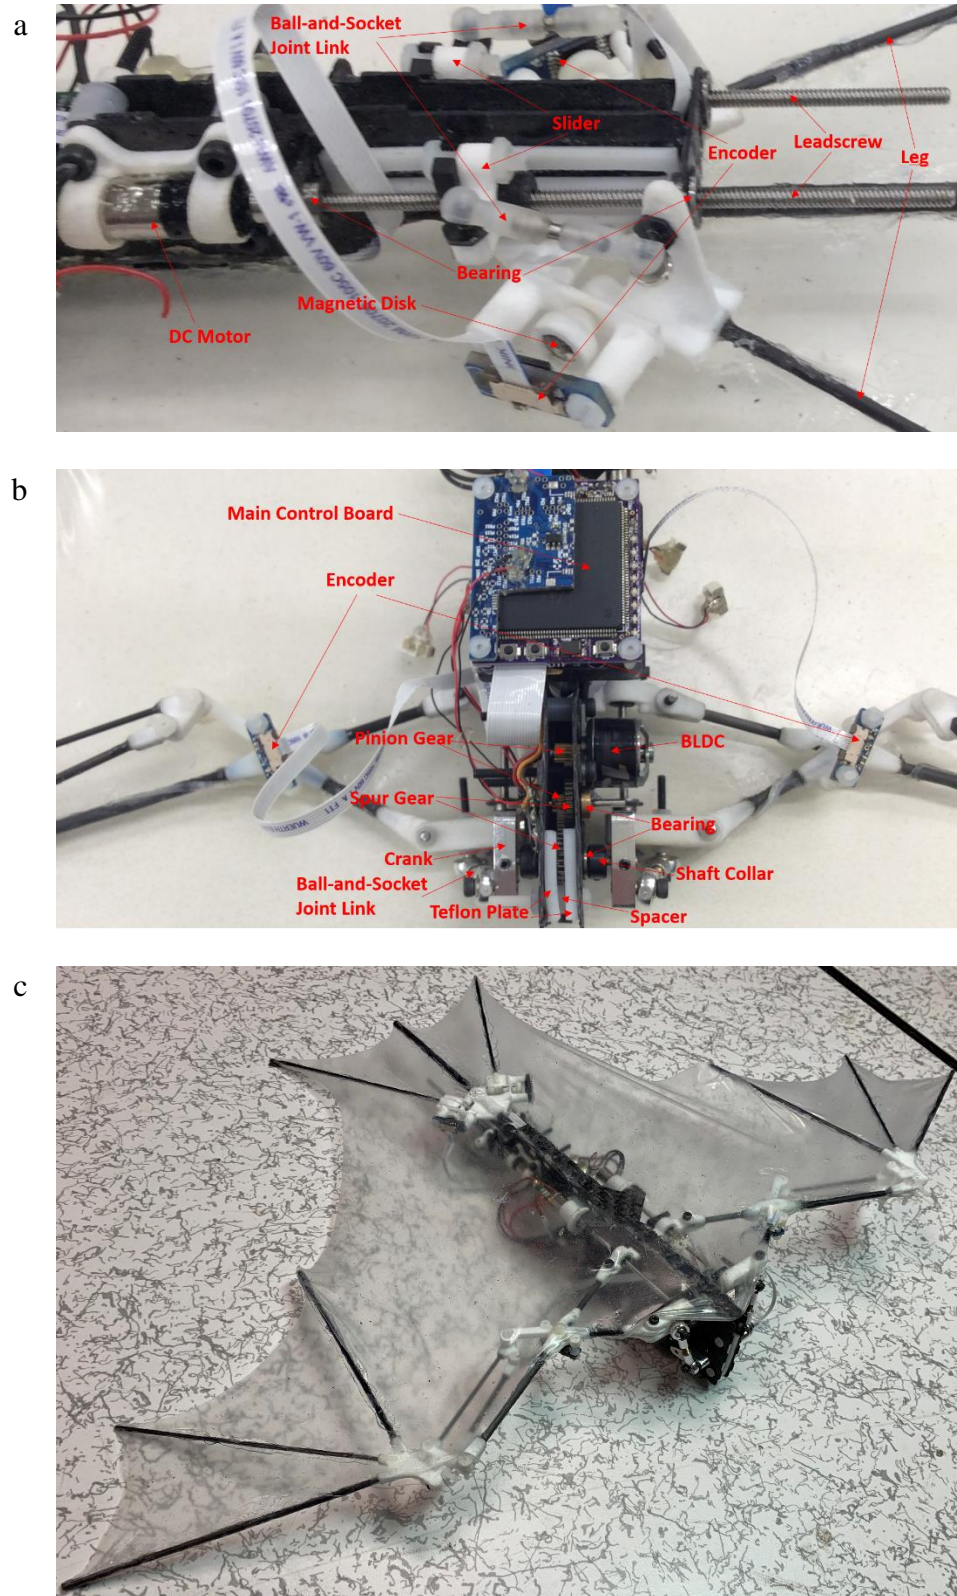 a
Ball-and-Socket
Joint Link
Slider
Encoder
Leadscrew
Leg
Bearing
Magnetic Disk
DC Motor
b
Main Control Board
Encoder
Pinion Gear
BLDC
Spur Gear
Bearing
Crank
Shaft Collar
Ball-and-Socket
Joint Link
Teflon Plate
Spacer
c